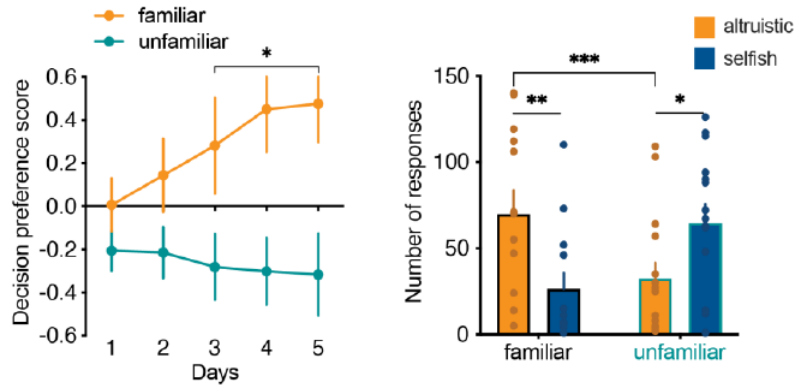 familiar
unfamiliar
*
Decision preference score
0.6
0.4
0.2
0.0
-0.2
-0.4
-0.6
1 2 3 4 5
Days
altruistic
selfish
***
** *
Number of responses
150
100
50
0
familiar unfamiliar